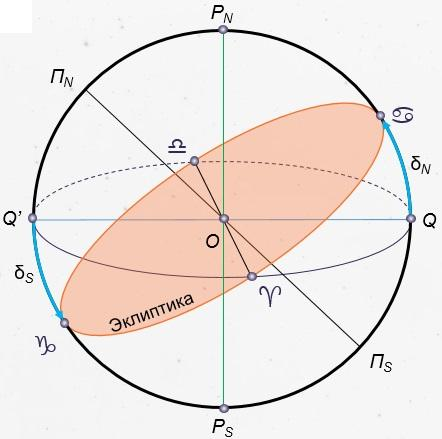 P_N
Π_N
♋
♎
δ_N
Q'
Q
O
δ_S
♈
Эклиптика
♑
Π_S
P_S